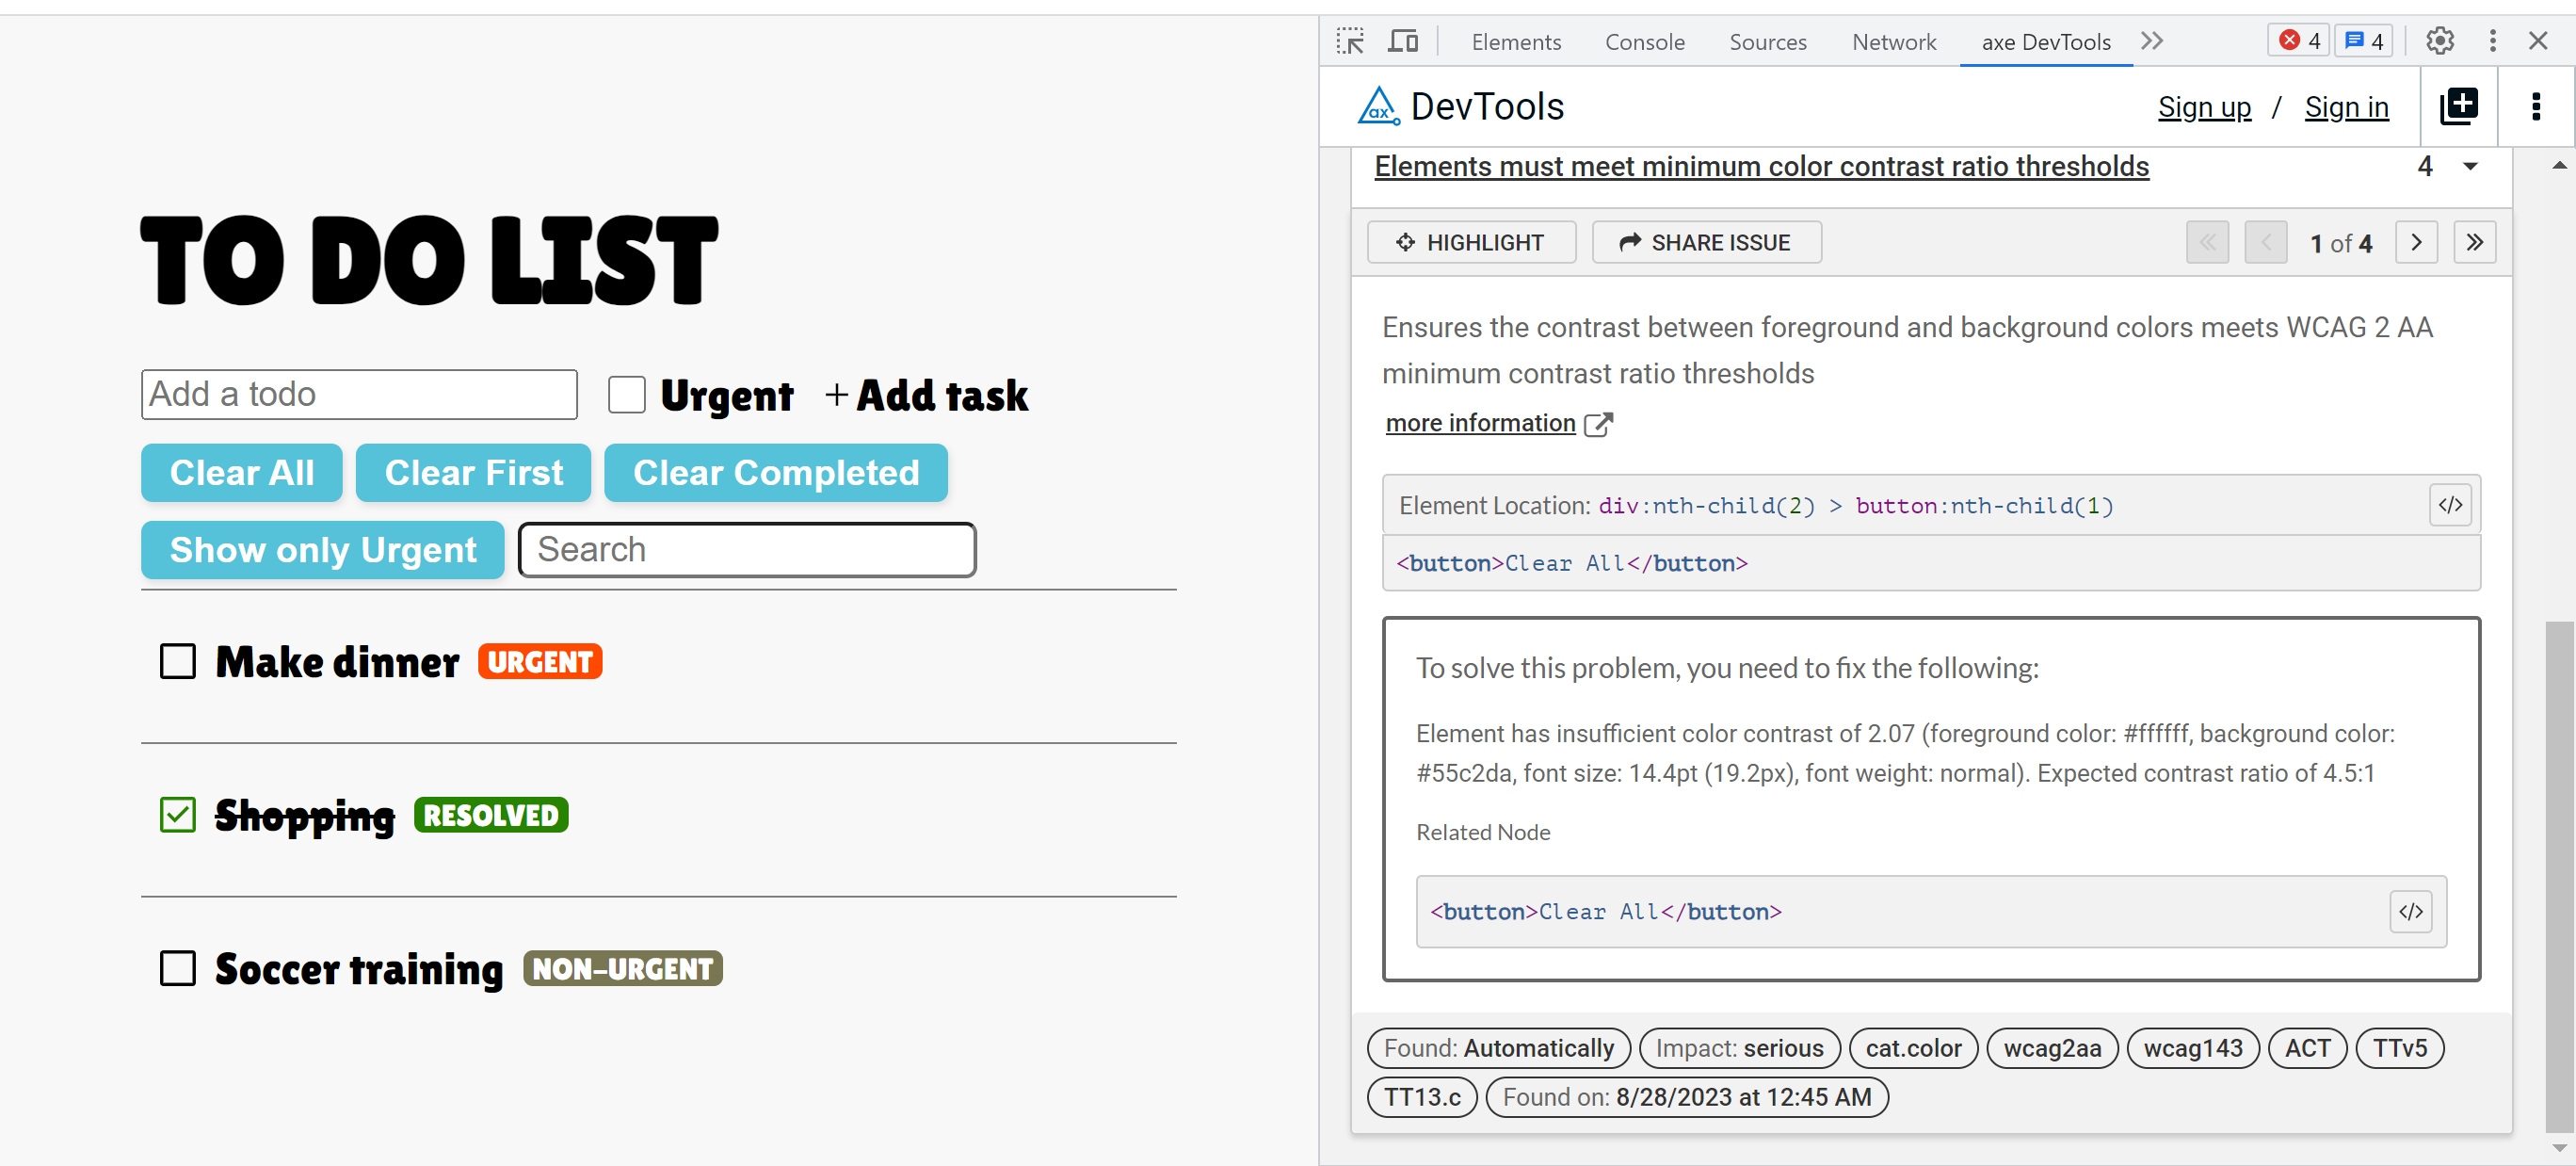 TO DO LIST
Add a todo
Urgent
+ Add task
Clear All
Clear First
Clear Completed
Show only Urgent
Search
Make dinner URGENT
Shopping RESOLVED
Soccer training NON-URGENT
Elements Console Sources Network axe DevTools 4 4
ax DevTools
Sign up / Sign in
Elements must meet minimum color contrast ratio thresholds 4
HIGHLIGHT SHARE ISSUE 1 of 4
Ensures the contrast between foreground and background colors meets WCAG 2 AA
minimum contrast ratio thresholds
more information
Element Location: div:nth-child(2) > button:nth-child(1) </>
<button>Clear All</button>
To solve this problem, you need to fix the following:
Element has insufficient color contrast of 2.07 (foreground color: #ffffff, background color:
#55c2da, font size: 14.4pt (19.2px), font weight: normal). Expected contrast ratio of 4.5:1
Related Node
<button>Clear All</button> </>
Found: Automatically Impact: serious cat.color wcag2aa wcag143 ACT TTv5
TT13.c Found on: 8/28/2023 at 12:45 AM